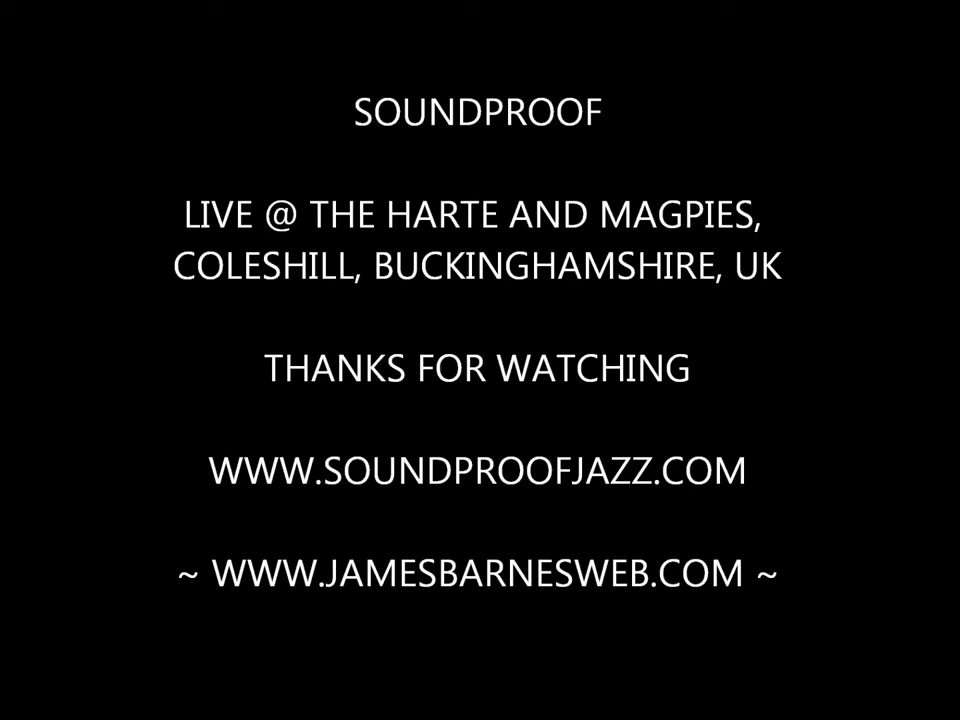 SOUNDPROOF
LIVE @ THE HARTE AND MAGPIES,
COLESHILL, BUCKINGHAMSHIRE, UK
THANKS FOR WATCHING
WWW.SOUNDPROOFJAZZ.COM
~ WWW.JAMESBARNESWEB.COM ~